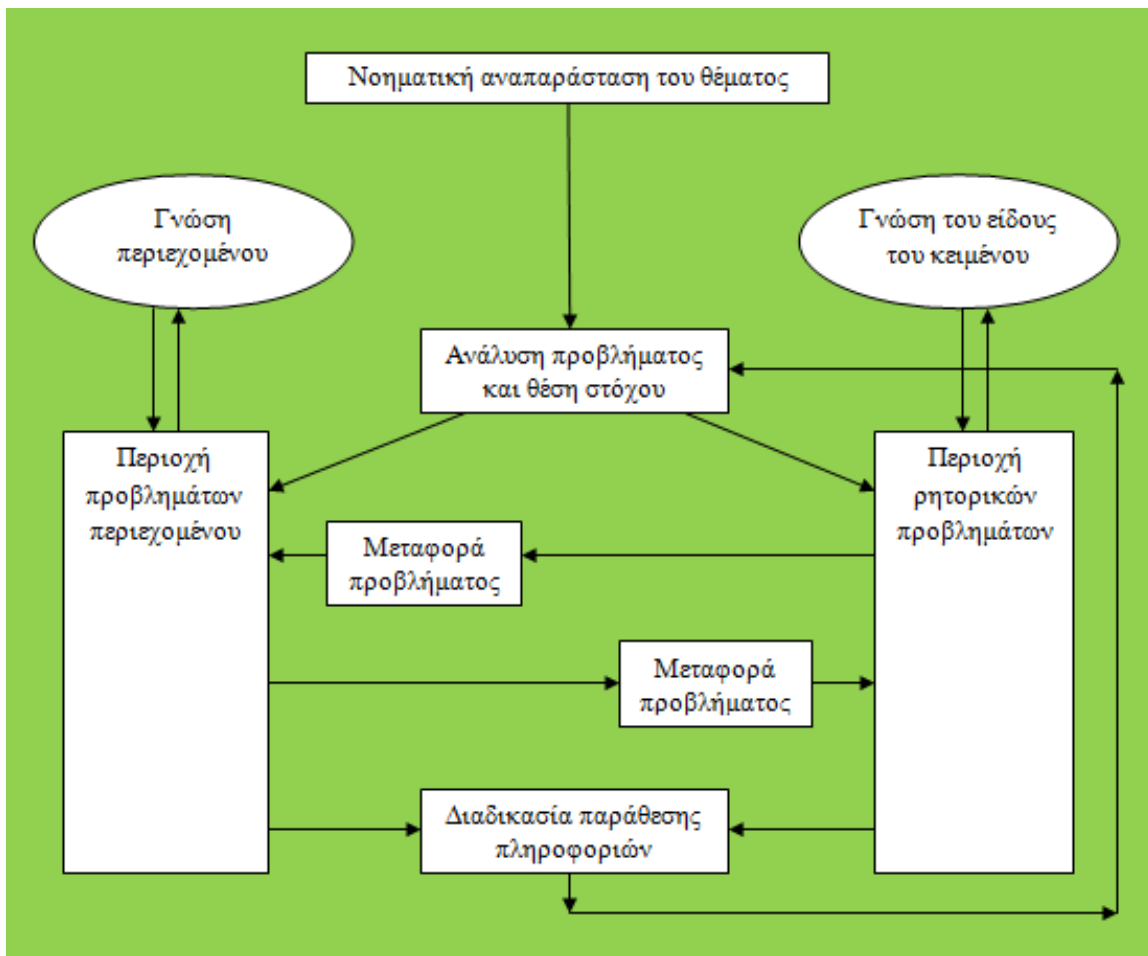 Νοηματική αναπαράσταση του θέματος
Γνώση
περιεχομένου
Γνώση του είδους
του κειμένου
Ανάλυση προβλήματος
και θέση στόχου
Περιοχή
προβλημάτων
περιεχομένου
Περιοχή
ρητορικών
προβλημάτων
Μεταφορά
προβλήματος
Μεταφορά
προβλήματος
Διαδικασία παράθεσης
πληροφοριών